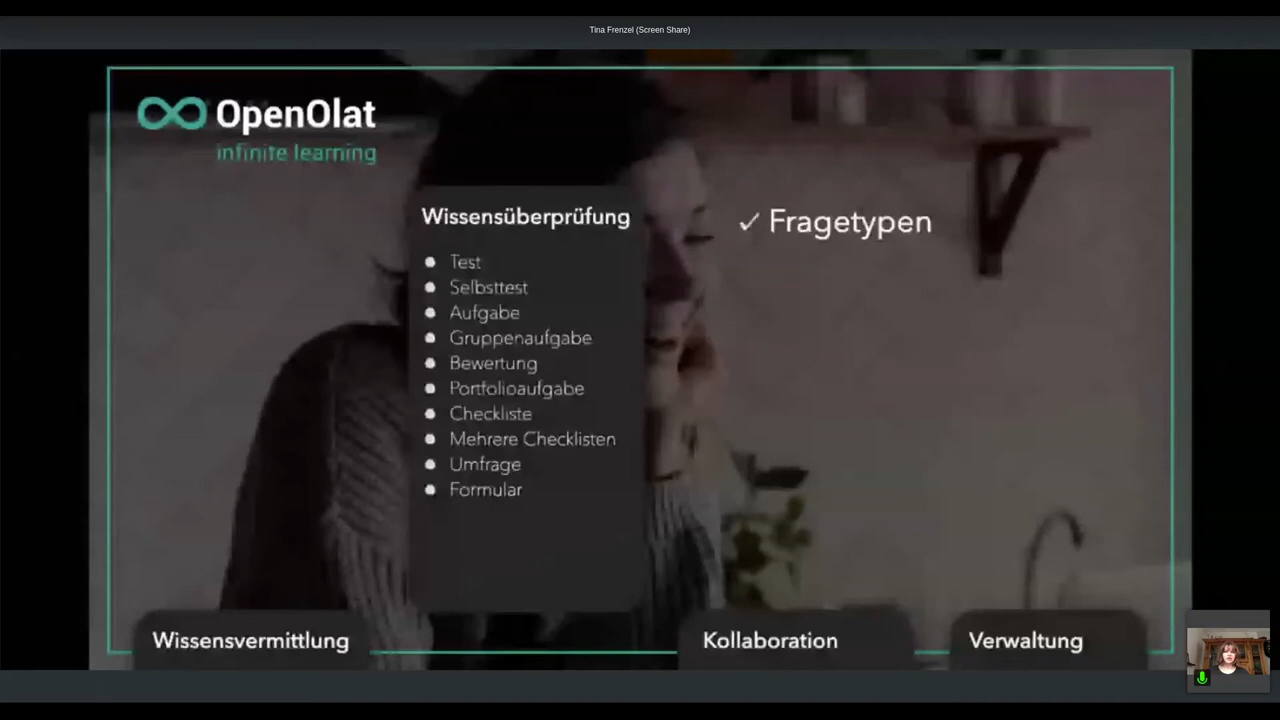 Tina Frenzel (Screen Share)
OpenOlat
infinite learning
Wissensüberprüfung
Test
Selbsttest
Aufgabe
Gruppenaufgabe
Bewertung
Portfolioaufgabe
Checkliste
Mehrere Checklisten
Umfrage
Formular
✓ Fragetypen
Wissensvermittlung
Kollaboration
Verwaltung